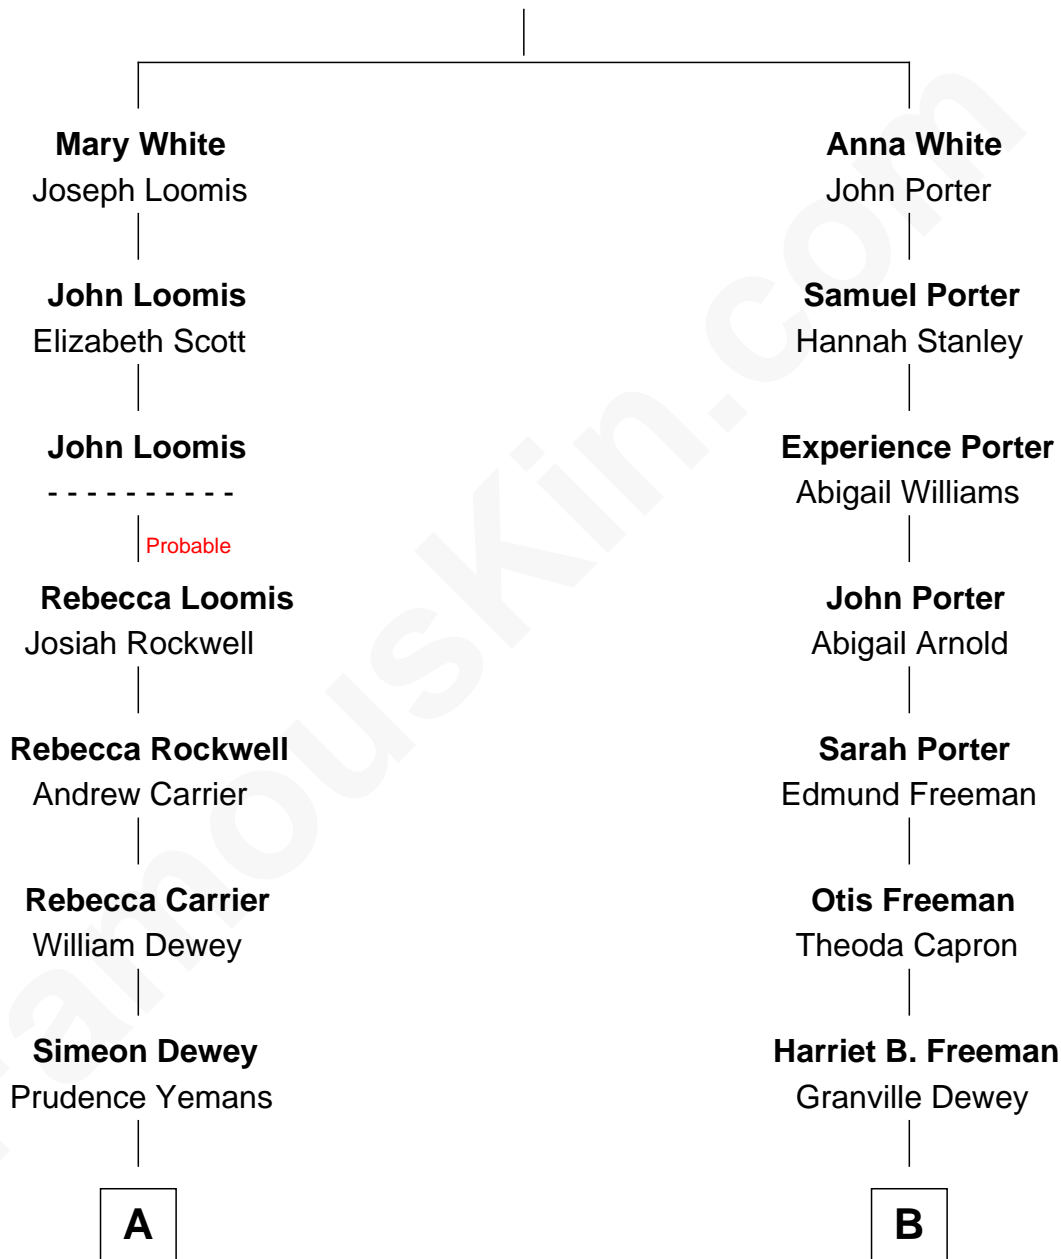 Mary White
Joseph Loomis
John Loomis
Elizabeth Scott
John Loomis
- - - - - - - - - -
Probable
Rebecca Loomis
Josiah Rockwell
Rebecca Rockwell
Andrew Carrier
Rebecca Carrier
William Dewey
Simeon Dewey
Prudence Yemans
A
Anna White
John Porter
Samuel Porter
Hannah Stanley
Experience Porter
Abigail Williams
John Porter
Abigail Arnold
Sarah Porter
Edmund Freeman
Otis Freeman
Theoda Capron
Harriet B. Freeman
Granville Dewey
B
FamousKin.com